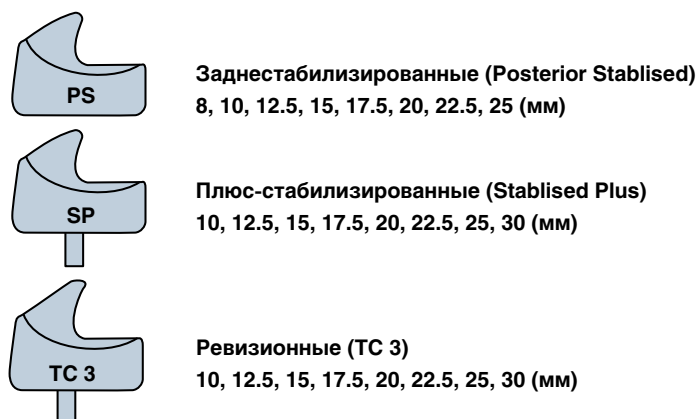 PS
Заднестабилизированные (Posterior Stablised)
8, 10, 12.5, 15, 17.5, 20, 22.5, 25 (мм)
SP
Плюс-стабилизированные (Stablised Plus)
10, 12.5, 15, 17.5, 20, 22.5, 25, 30 (мм)
TC 3
Ревизионные (TC 3)
10, 12.5, 15, 17.5, 20, 22.5, 25, 30 (мм)